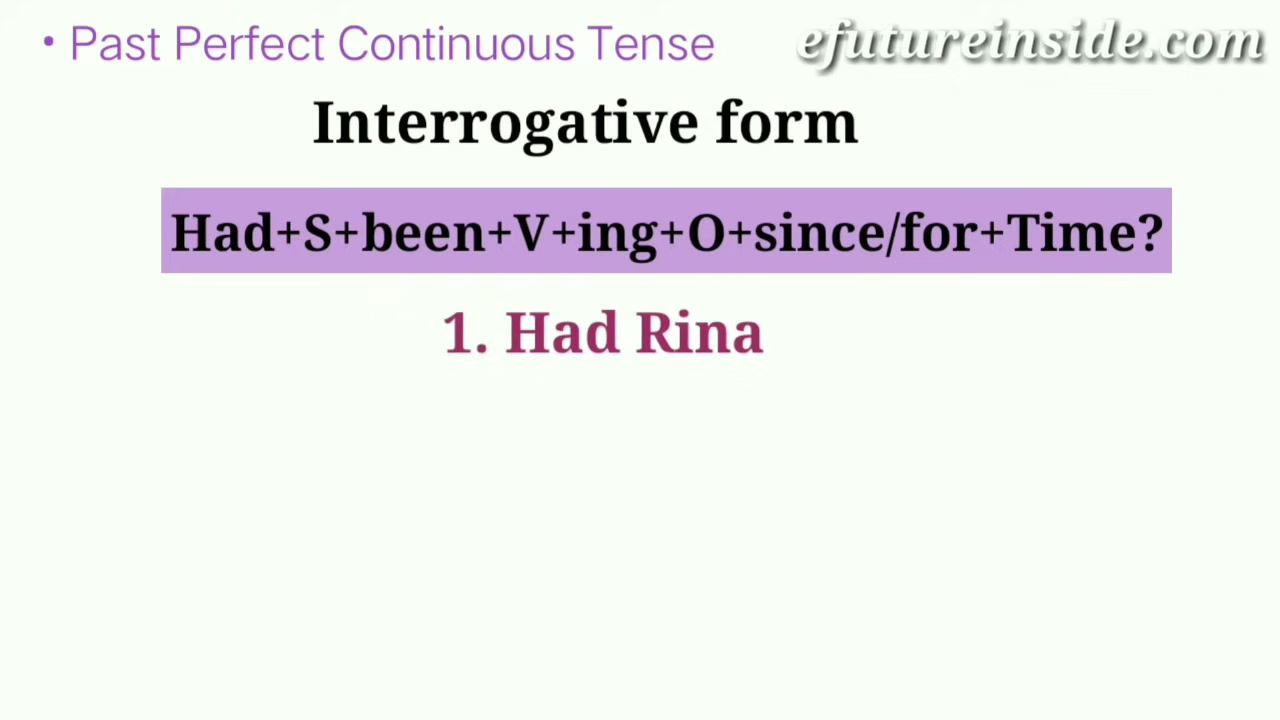 • Past Perfect Continuous Tense
efutureinside.com
Interrogative form
Had+S+been+V+ing+O+since/for+Time?
1. Had Rina